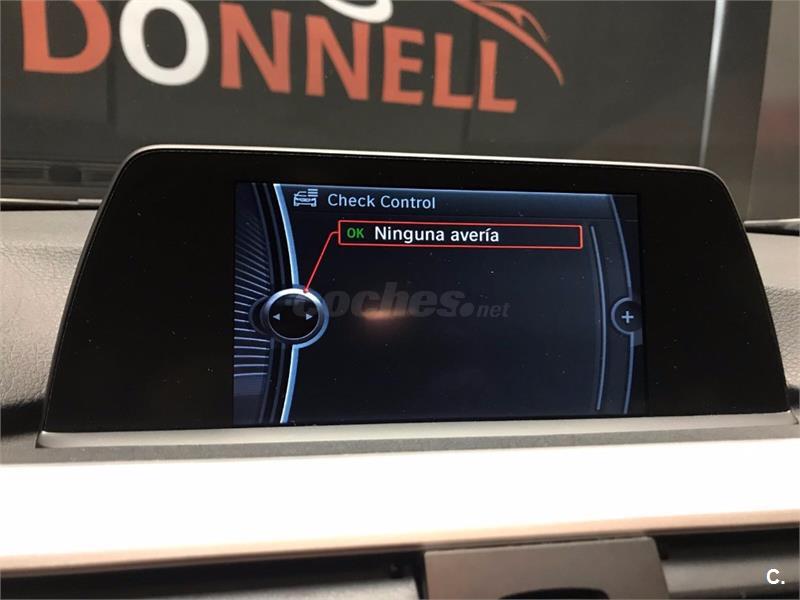 DONNELL
Check Control
OK Ninguna avería
coches.net
+
C.